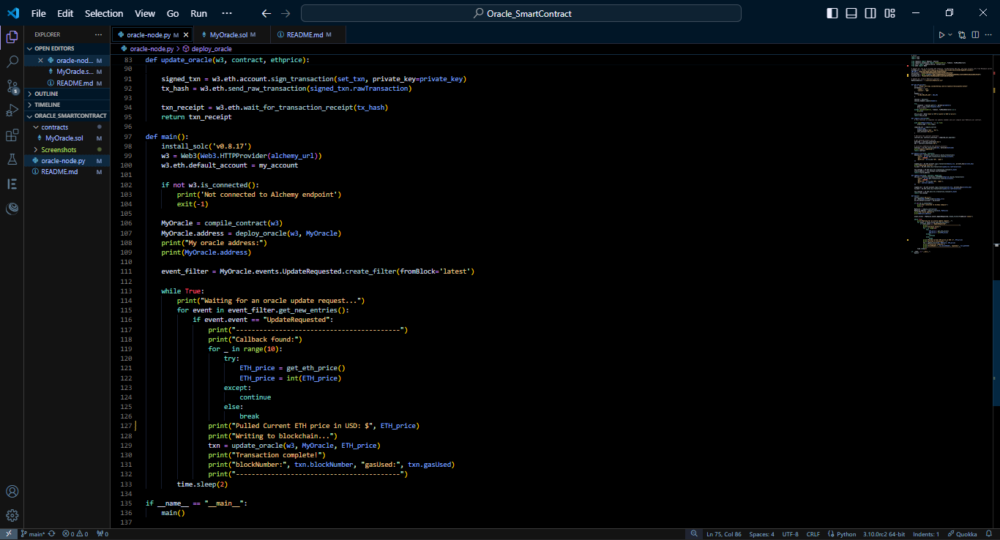 File Edit Selection View Go Run ··· Oracle_SmartContract
EXPLORER ···
OPEN EDITORS
oracle-nod... M
MyOracle.s... M
README.md M
OUTLINE
TIMELINE
ORACLE_SMARTCONTRACT
contracts
MyOracle.sol M
Screenshots
oracle-node.py M
README.md M
oracle-node.py M MyOracle.sol M README.md M
oracle-node.py > deploy_oracle
83 def update_oracle(w3, contract, ethprice):
90
91 signed_txn = w3.eth.account.sign_transaction(set_txn, private_key=private_key)
92 tx_hash = w3.eth.send_raw_transaction(signed_txn.rawTransaction)
93
94 txn_receipt = w3.eth.wait_for_transaction_receipt(tx_hash)
95 return txn_receipt
96
97 def main():
98 install_solc('v0.8.17')
99 w3 = Web3(Web3.HTTPProvider(alchemy_url))
100 w3.eth.default_account = my_account
101
102 if not w3.is_connected():
103 print('Not connected to Alchemy endpoint')
104 exit(-1)
105
106 MyOracle = compile_contract(w3)
107 MyOracle.address = deploy_oracle(w3, MyOracle)
108 print("My oracle address:")
109 print(MyOracle.address)
110
111 event_filter = MyOracle.events.UpdateRequested.create_filter(fromBlock='latest')
112
113 while True:
114 print("Waiting for an oracle update request...")
115 for event in event_filter.get_new_entries():
116 if event.event == "UpdateRequested":
117 print("------------------------------------------")
118 print("Callback found:")
119 for _ in range(10):
120 try:
121 ETH_price = get_eth_price()
122 ETH_price = int(ETH_price)
123 except:
124 continue
125 else:
126 break
127 print("Pulled Current ETH price in USD: $", ETH_price)
128 print("Writing to blockchain...")
129 txn = update_oracle(w3, MyOracle, ETH_price)
130 print("Transaction complete!")
131 print("blockNumber:", txn.blockNumber, "gasUsed:", txn.gasUsed)
132 print("------------------------------------------")
133 time.sleep(2)
134
135 if __name__ == "__main__":
136 main()
137
5
main* 0 0 0 Ln 75, Col 86 Spaces: 4 UTF-8 CRLF Python 3.10.0rc2 64-bit Indents: 1 Quokka